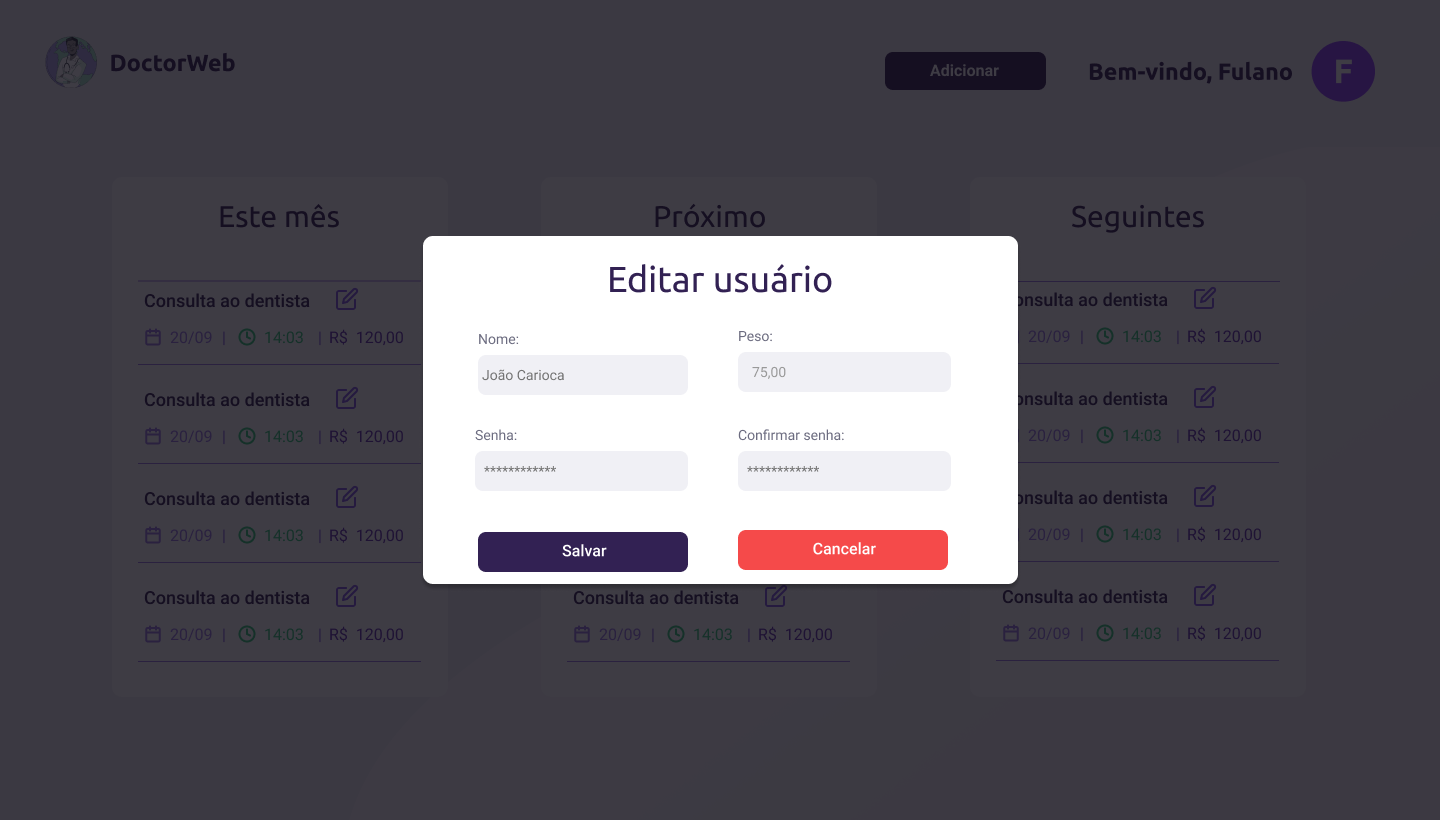 DoctorWeb
Adicionar
Bem-vindo, Fulano
F
Este mês
Consulta ao dentista
20/09 | 14:03 | R$ 120,00
Consulta ao dentista
20/09 | 14:03 | R$ 120,00
Consulta ao dentista
20/09 | 14:03 | R$ 120,00
Consulta ao dentista
20/09 | 14:03 | R$ 120,00
Próximo
Consulta ao dentista
20/09 | 14:03 | R$ 120,00
Seguintes
onsulta ao dentista
20/09 | 14:03 | R$ 120,00
onsulta ao dentista
20/09 | 14:03 | R$ 120,00
onsulta ao dentista
20/09 | 14:03 | R$ 120,00
Consulta ao dentista
20/09 | 14:03 | R$ 120,00
Editar usuário
Nome:
João Carioca
Peso:
75,00
Senha:
************
Confirmar senha:
************
Salvar
Cancelar